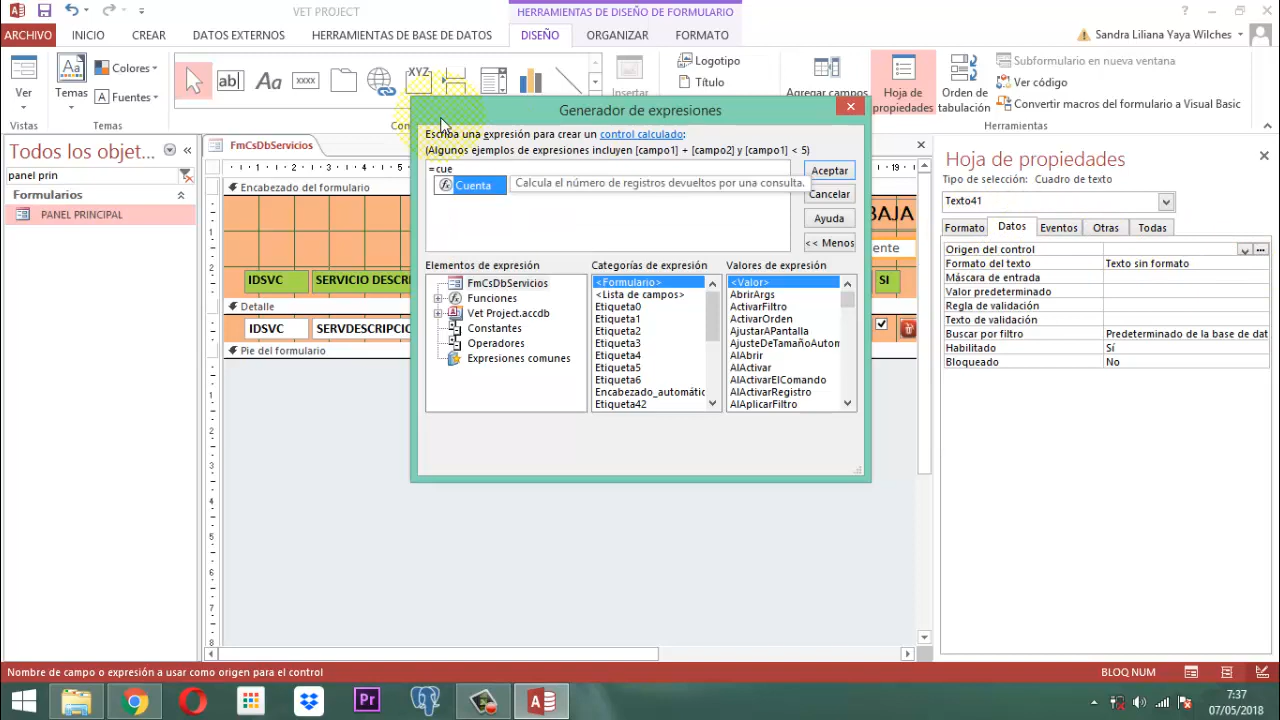 VET PROJECT
HERRAMIENTAS DE DISEÑO DE FORMULARIO
ARCHIVO
INICIO
CREAR
DATOS EXTERNOS
HERRAMIENTAS DE BASE DE DATOS
DISEÑO
ORGANIZAR
FORMATO
Sandra Liliana Yaya Wilches
Ver
Vistas
Temas
Colores
Fuentes
Temas
ab
Aa
xxxx
XYZ
Insertar
Logotipo
Título
Agregar campos
Hoja de propiedades
Orden de tabulación
Subformulario en nueva ventana
Ver código
Convertir macros del formulario a Visual Basic
Herramientas
Todos los objet...
panel prin
Formularios
PANEL PRINCIPAL
FmCsDbServicios
Encabezado del formulario
BAJA
ente
IDSVC
SERVICIO DESCRI
SI
Detalle
IDSVC
SERVDESCRIPCIO
Pie del formulario
Generador de expresiones
Escriba una expresión para crear un control calculado:
(Algunos ejemplos de expresiones incluyen [campo1] + [campo2] y [campo1] < 5)
=cue
Cuenta
Calcula el número de registros devueltos por una consulta.
Aceptar
Cancelar
Ayuda
<< Menos
Elementos de expresión
FmCsDbServicios
Funciones
Vet Project.accdb
Constantes
Operadores
Expresiones comunes
Categorías de expresión
<Formulario>
<Lista de campos>
Etiqueta0
Etiqueta1
Etiqueta2
Etiqueta3
Etiqueta4
Etiqueta5
Etiqueta6
Encabezado_automátic
Etiqueta42
Valores de expresión
<Valor>
AbrirArgs
ActivarFiltro
ActivarOrden
AjustarAPantalla
AjusteDeTamañoAutom
AlAbrir
AlActivar
AlActivarElComando
AlActivarRegistro
AlAplicarFiltro
Hoja de propiedades
Tipo de selección: Cuadro de texto
Texto41
Formato
Datos
Eventos
Otras
Todas
Origen del control
Formato del texto Texto sin formato
Máscara de entrada
Valor predeterminado
Regla de validación
Texto de validación
Buscar por filtro Predeterminado de la base de dat
Habilitado Sí
Bloqueado No
Nombre de campo o expresión a usar como origen para el control
BLOQ NUM
Pr
7:37
07/05/2018